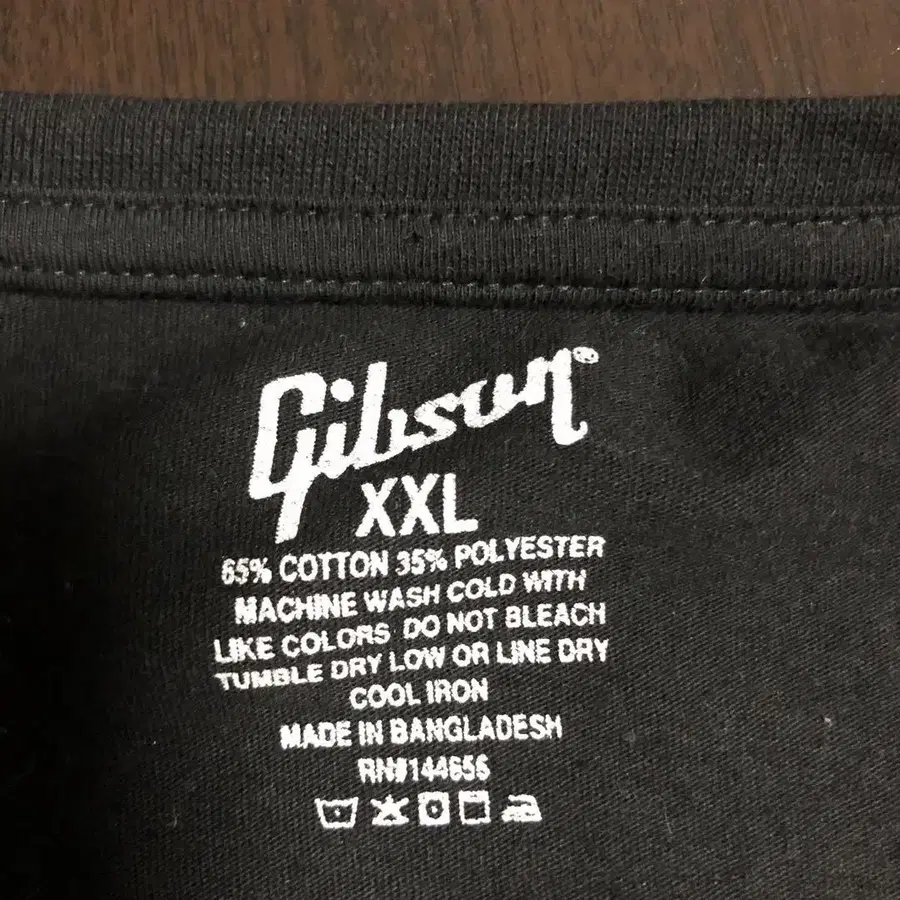 Gibson®
XXL
65% COTTON 35% POLYESTER
MACHINE WASH COLD WITH
LIKE COLORS DO NOT BLEACH
TUMBLE DRY LOW OR LINE DRY
COOL IRON
MADE IN BANGLADESH
RN#144656